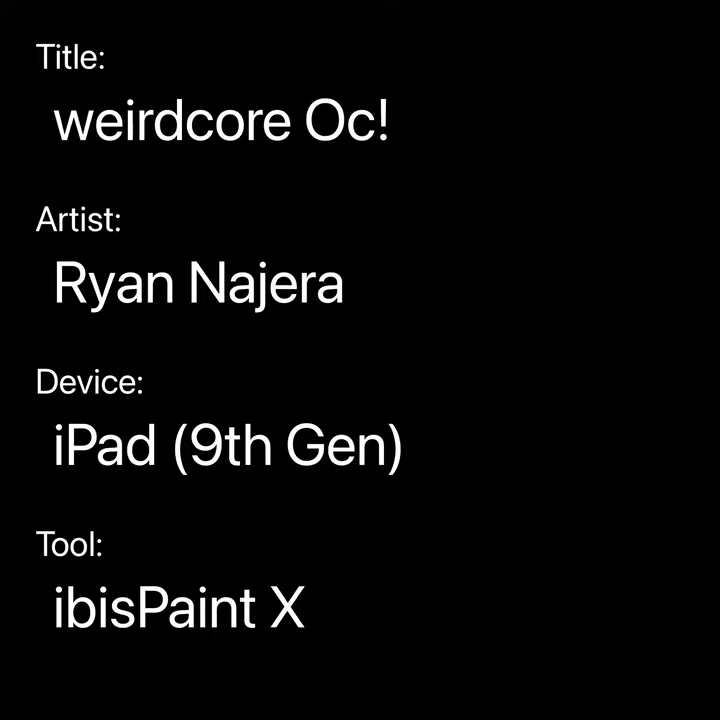 Title:
weirdcore Oc!
Artist:
Ryan Najera
Device:
iPad (9th Gen)
Tool:
ibisPaint X